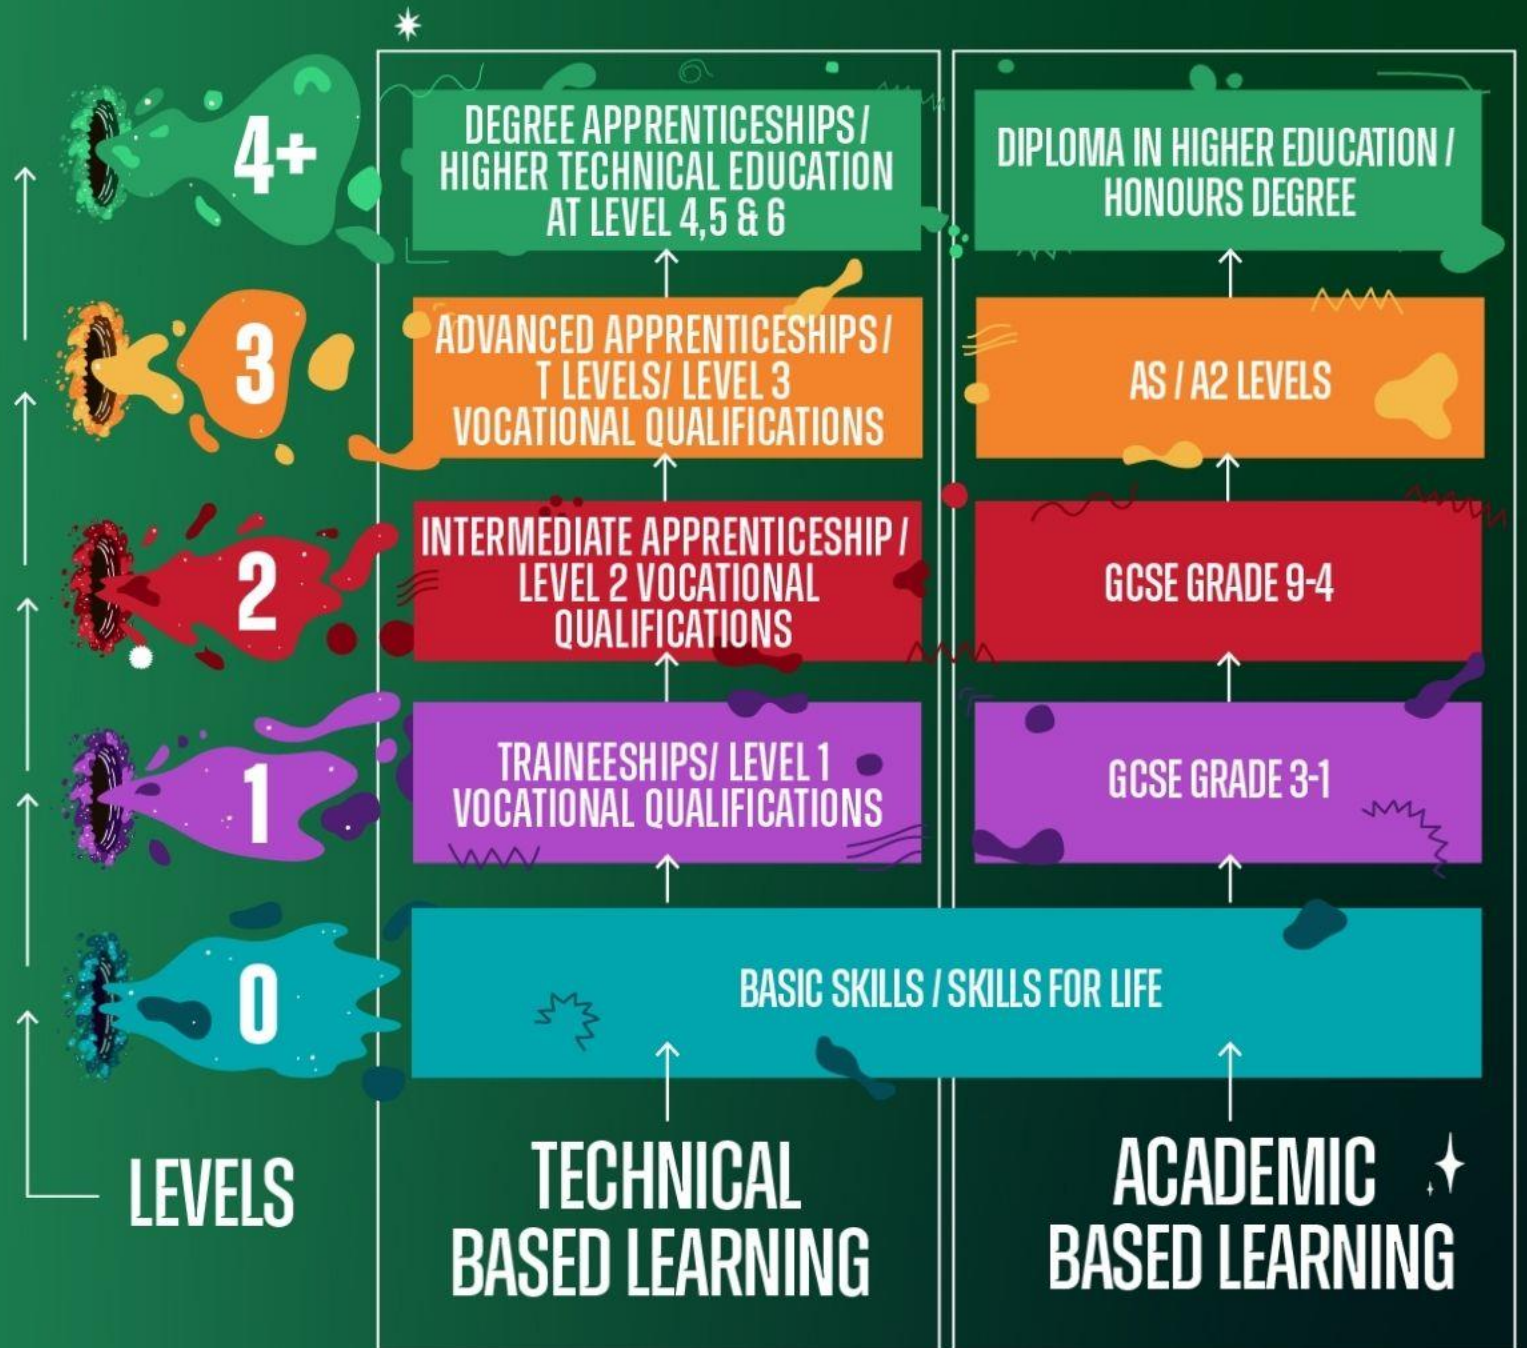 4+
DEGREE APPRENTICESHIPS /
HIGHER TECHNICAL EDUCATION
AT LEVEL 4,5 & 6
DIPLOMA IN HIGHER EDUCATION /
HONOURS DEGREE
3
ADVANCED APPRENTICESHIPS /
T LEVELS/ LEVEL 3
VOCATIONAL QUALIFICATIONS
AS / A2 LEVELS
2
INTERMEDIATE APPRENTICESHIP /
LEVEL 2 VOCATIONAL
QUALIFICATIONS
GCSE GRADE 9-4
1
TRAINEESHIPS/ LEVEL 1
VOCATIONAL QUALIFICATIONS
GCSE GRADE 3-1
0
BASIC SKILLS / SKILLS FOR LIFE
LEVELS
TECHNICAL
BASED LEARNING
ACADEMIC
BASED LEARNING